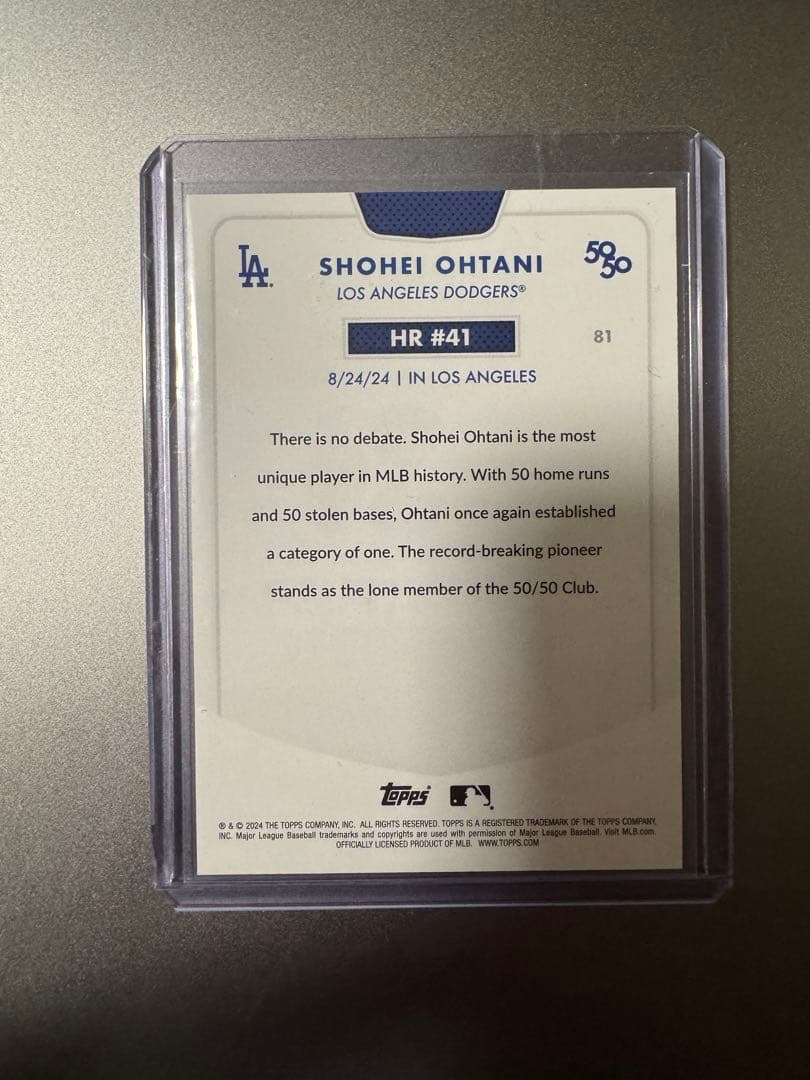 LA
SHOHEI OHTANI
50
50
LOS ANGELES DODGERS®
HR #41
81
8/24/24 | IN LOS ANGELES
There is no debate. Shohei Ohtani is the most
unique player in MLB history. With 50 home runs
and 50 stolen bases, Ohtani once again established
a category of one. The record-breaking pioneer
stands as the lone member of the 50/50 Club.
topps
® & © 2024 THE TOPPS COMPANY, INC. ALL RIGHTS RESERVED. TOPPS IS A REGISTERED TRADEMARK OF THE TOPPS COMPANY,
INC. Major League Baseball trademarks and copyrights are used with permission of Major League Baseball. Visit MLB.com.
OFFICIALLY LICENSED PRODUCT OF MLB. WWW.TOPPS.COM